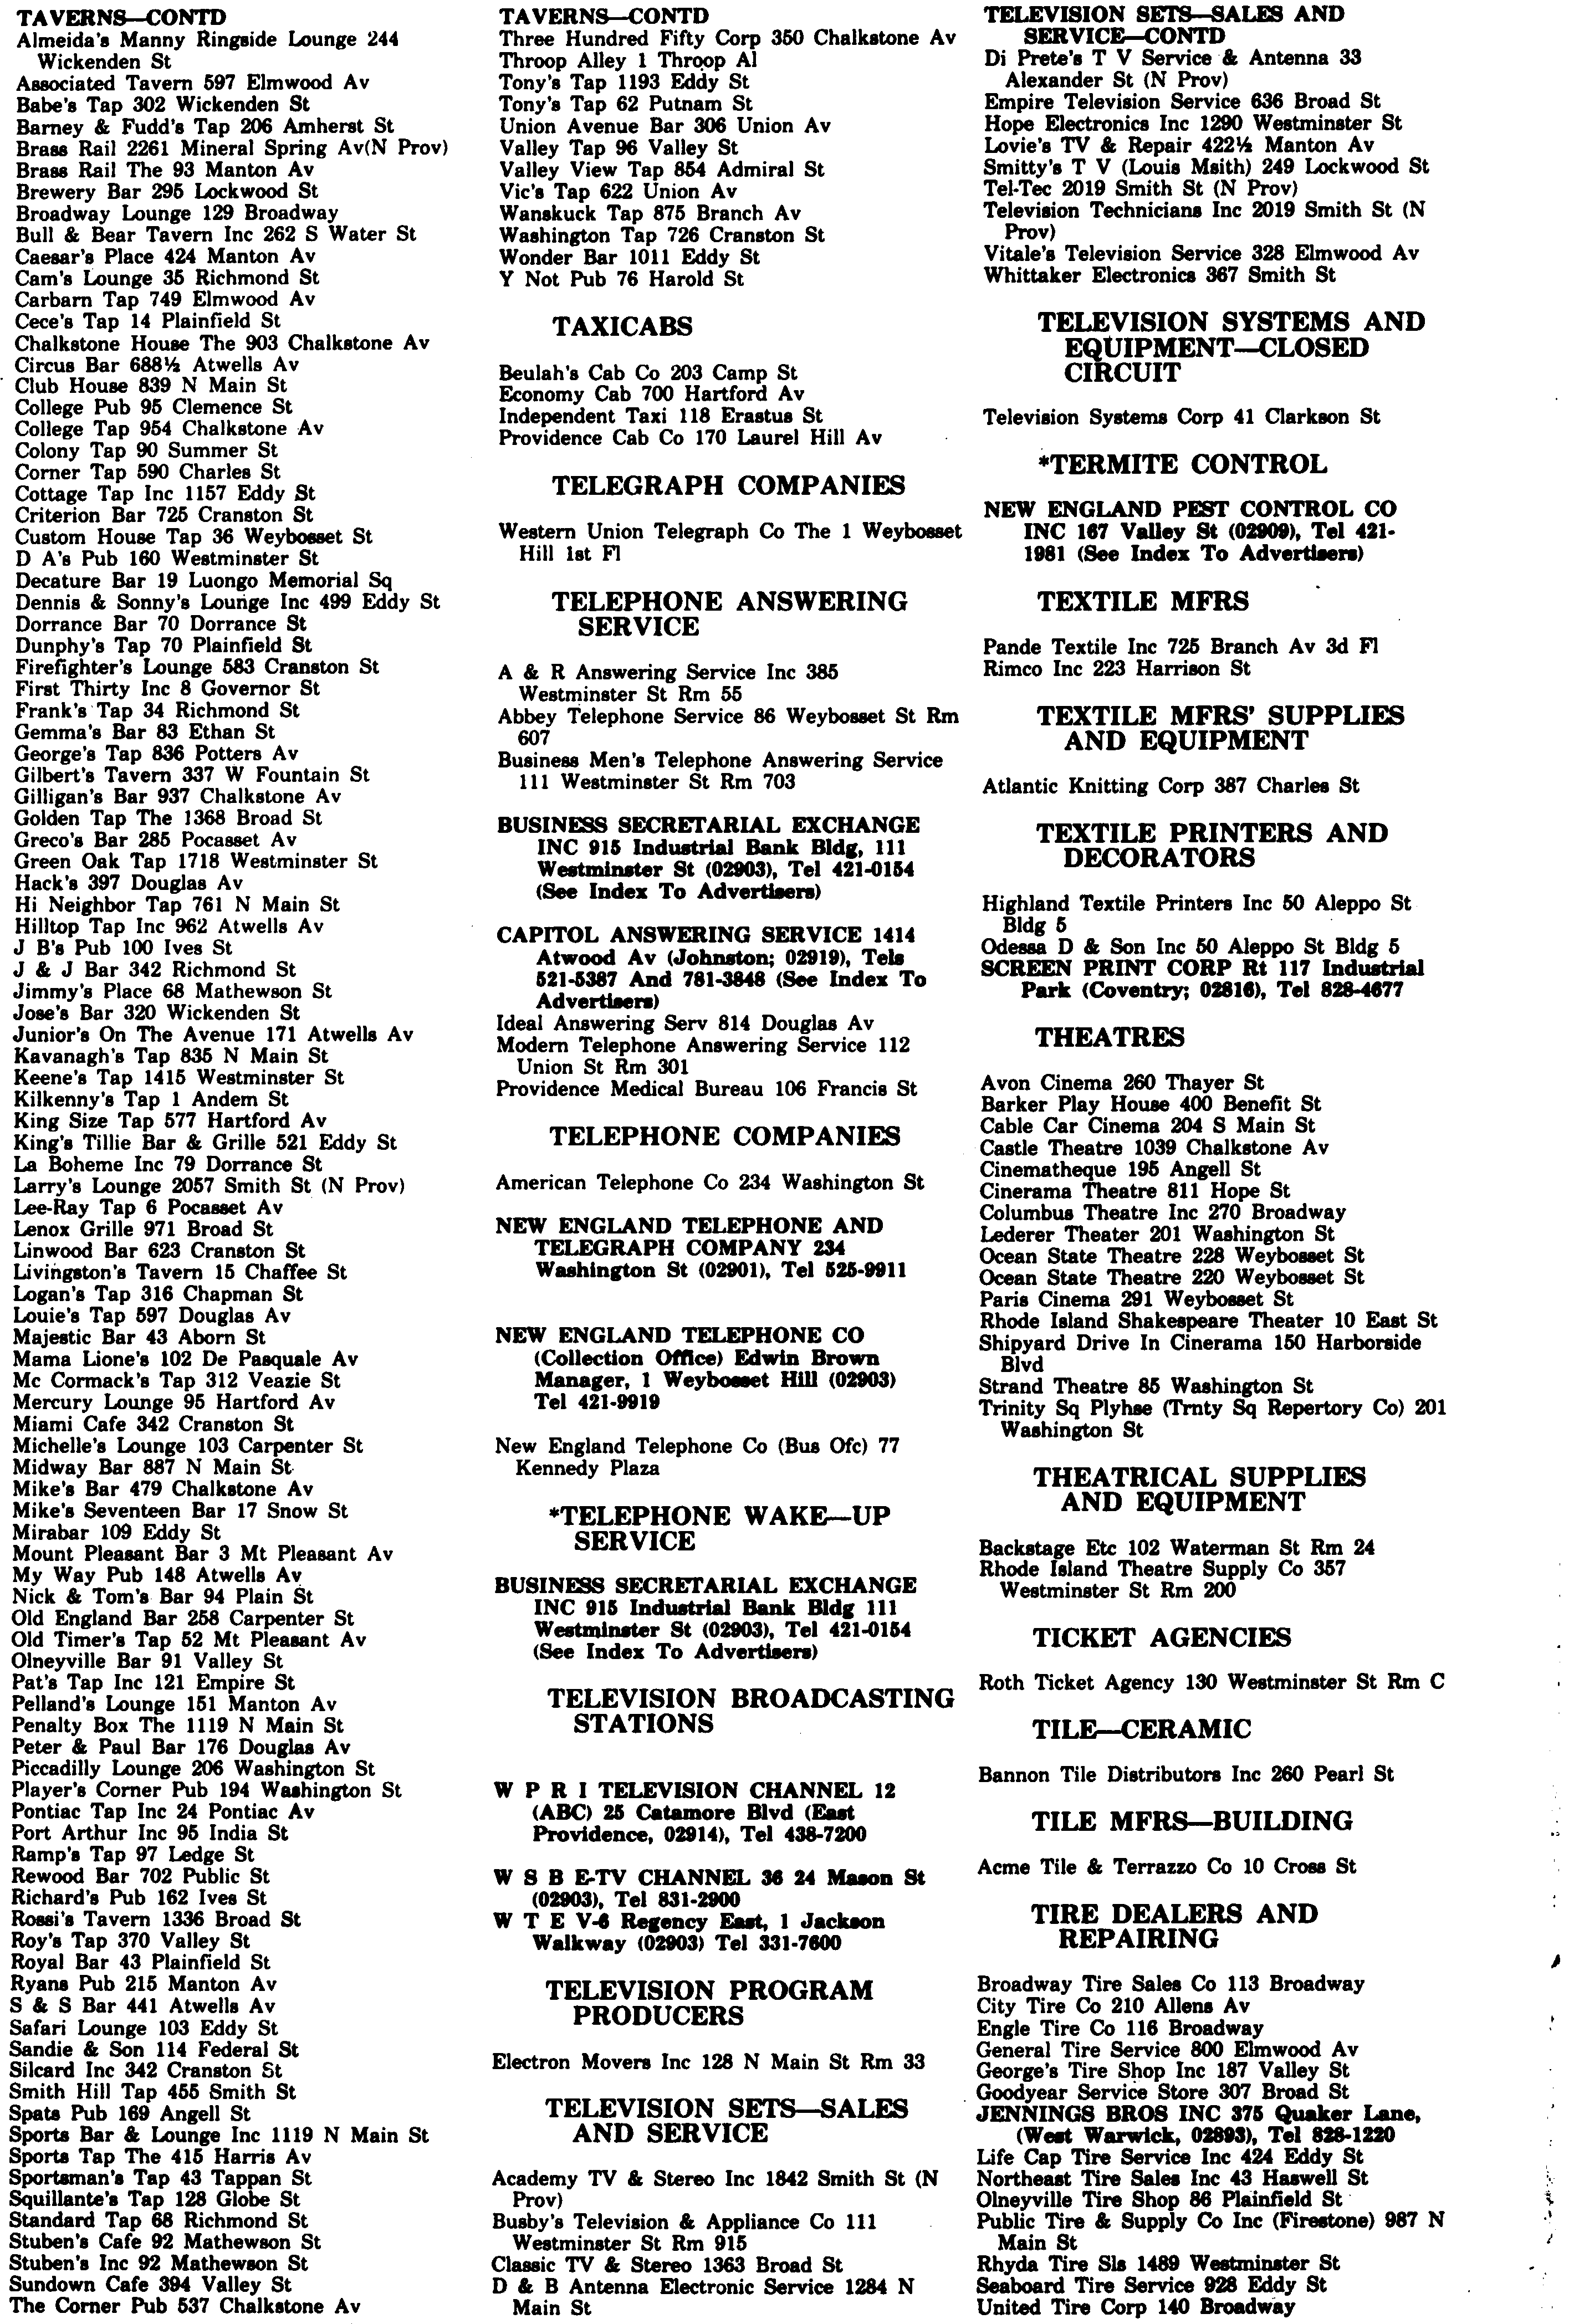 TAVERNS—CONTD
Almeida's Manny Ringside Lounge 244
Wickenden St
Associated Tavern 597 Elmwood Av
Babe's Tap 302 Wickenden St
Barney & Fudd's Tap 206 Amherst St
Brass Rail 2261 Mineral Spring Av(N Prov)
Brass Rail The 93 Manton Av
Brewery Bar 295 Lockwood St
Broadway Lounge 129 Broadway
Bull & Bear Tavern Inc 262 S Water St
Caesar's Place 424 Manton Av
Cam's Lounge 35 Richmond St
Carbarn Tap 749 Elmwood Av
Cece's Tap 14 Plainfield St
Chalkstone House The 903 Chalkstone Av
Circus Bar 688½ Atwells Av
Club House 839 N Main St
College Pub 95 Clemence St
College Tap 954 Chalkstone Av
Colony Tap 90 Summer St
Corner Tap 590 Charles St
Cottage Tap Inc 1157 Eddy St
Criterion Bar 725 Cranston St
Custom House Tap 36 Weybosset St
D A's Pub 160 Westminster St
Decature Bar 19 Luongo Memorial Sq
Dennis & Sonny's Lounge Inc 499 Eddy St
Dorrance Bar 70 Dorrance St
Dunphy's Tap 70 Plainfield St
Firefighter's Lounge 583 Cranston St
First Thirty Inc 8 Governor St
Frank's Tap 34 Richmond St
Gemma's Bar 83 Ethan St
George's Tap 836 Potters Av
Gilbert's Tavern 337 W Fountain St
Gilligan's Bar 937 Chalkstone Av
Golden Tap The 1368 Broad St
Greco's Bar 285 Pocasset Av
Green Oak Tap 1718 Westminster St
Hack's 397 Douglas Av
Hi Neighbor Tap 761 N Main St
Hilltop Tap Inc 962 Atwells Av
J B's Pub 100 Ives St
J & J Bar 342 Richmond St
Jimmy's Place 68 Mathewson St
Jose's Bar 320 Wickenden St
Junior's On The Avenue 171 Atwells Av
Kavanagh's Tap 835 N Main St
Keene's Tap 1415 Westminster St
Kilkenny's Tap 1 Andem St
King Size Tap 577 Hartford Av
King's Tillie Bar & Grille 521 Eddy St
La Boheme Inc 79 Dorrance St
Larry's Lounge 2057 Smith St (N Prov)
Lee-Ray Tap 6 Pocasset Av
Lenox Grille 971 Broad St
Linwood Bar 623 Cranston St
Livingston's Tavern 15 Chaffee St
Logan's Tap 316 Chapman St
Louie's Tap 597 Douglas Av
Majestic Bar 43 Aborn St
Mama Lione's 102 De Pasquale Av
Mc Cormack's Tap 312 Veazie St
Mercury Lounge 95 Hartford Av
Miami Cafe 342 Cranston St
Michelle's Lounge 103 Carpenter St
Midway Bar 887 N Main St
Mike's Bar 479 Chalkstone Av
Mike's Seventeen Bar 17 Snow St
Mirabar 109 Eddy St
Mount Pleasant Bar 3 Mt Pleasant Av
My Way Pub 148 Atwells Av
Nick & Tom's Bar 94 Plain St
Old England Bar 258 Carpenter St
Old Timer's Tap 52 Mt Pleasant Av
Olneyville Bar 91 Valley St
Pat's Tap Inc 121 Empire St
Pelland's Lounge 151 Manton Av
Penalty Box The 1119 N Main St
Peter & Paul Bar 176 Douglas Av
Piccadilly Lounge 206 Washington St
Player's Corner Pub 194 Washington St
Pontiac Tap Inc 24 Pontiac Av
Port Arthur Inc 95 India St
Ramp's Tap 97 Ledge St
Rewood Bar 702 Public St
Richard's Pub 162 Ives St
Rossi's Tavern 1336 Broad St
Roy's Tap 370 Valley St
Royal Bar 43 Plainfield St
Ryans Pub 215 Manton Av
S & S Bar 441 Atwells Av
Safari Lounge 103 Eddy St
Sandie & Son 114 Federal St
Silcard Inc 342 Cranston St
Smith Hill Tap 455 Smith St
Spats Pub 169 Angell St
Sports Bar & Lounge Inc 1119 N Main St
Sports Tap The 415 Harris Av
Sportsman's Tap 43 Tappan St
Squillante's Tap 128 Globe St
Standard Tap 68 Richmond St
Stuben's Cafe 92 Mathewson St
Stuben's Inc 92 Mathewson St
Sundown Cafe 394 Valley St
The Corner Pub 537 Chalkstone Av
TAVERNS—CONTD
Three Hundred Fifty Corp 350 Chalkstone Av
Throop Alley 1 Throop Al
Tony's Tap 1193 Eddy St
Tony's Tap 62 Putnam St
Union Avenue Bar 306 Union Av
Valley Tap 96 Valley St
Valley View Tap 854 Admiral St
Vic's Tap 622 Union Av
Wanskuck Tap 875 Branch Av
Washington Tap 726 Cranston St
Wonder Bar 1011 Eddy St
Y Not Pub 76 Harold St
TAXICABS
Beulah's Cab Co 203 Camp St
Economy Cab 700 Hartford Av
Independent Taxi 118 Erastus St
Providence Cab Co 170 Laurel Hill Av
TELEGRAPH COMPANIES
Western Union Telegraph Co The 1 Weybosset
Hill 1st Fl
TELEPHONE ANSWERING
SERVICE
A & R Answering Service Inc 385
Westminster St Rm 55
Abbey Telephone Service 86 Weybosset St Rm
607
Business Men's Telephone Answering Service
111 Westminster St Rm 703
BUSINESS SECRETARIAL EXCHANGE
INC 915 Industrial Bank Bldg, 111
Westminster St (02903), Tel 421-0154
(See Index To Advertisers)
CAPITOL ANSWERING SERVICE 1414
Atwood Av (Johnston; 02919), Tels
521-5387 And 781-3848 (See Index To
Advertisers)
Ideal Answering Serv 814 Douglas Av
Modern Telephone Answering Service 112
Union St Rm 301
Providence Medical Bureau 106 Francis St
TELEPHONE COMPANIES
American Telephone Co 234 Washington St
NEW ENGLAND TELEPHONE AND
TELEGRAPH COMPANY 234
Washington St (02901), Tel 525-9911
NEW ENGLAND TELEPHONE CO
(Collection Office) Edwin Brown
Manager, 1 Weybosset Hill (02903)
Tel 421-9919
New England Telephone Co (Bus Ofc) 77
Kennedy Plaza
*TELEPHONE WAKE—UP
SERVICE
BUSINESS SECRETARIAL EXCHANGE
INC 915 Industrial Bank Bldg 111
Westminster St (02903), Tel 421-0154
(See Index To Advertisers)
TELEVISION BROADCASTING
STATIONS
W P R I TELEVISION CHANNEL 12
(ABC) 25 Catamore Blvd (East
Providence, 02914), Tel 438-7200
W S B E-TV CHANNEL 36 24 Mason St
(02903), Tel 831-2900
W T E V-6 Regency East, 1 Jackson
Walkway (02903) Tel 331-7600
TELEVISION PROGRAM
PRODUCERS
Electron Movers Inc 128 N Main St Rm 33
TELEVISION SETS—SALES
AND SERVICE
Academy TV & Stereo Inc 1842 Smith St (N
Prov)
Busby's Television & Appliance Co 111
Westminster St Rm 915
Classic TV & Stereo 1363 Broad St
D & B Antenna Electronic Service 1284 N
Main St
TELEVISION SETS—SALES AND
SERVICE—CONTD
Di Prete's T V Service & Antenna 33
Alexander St (N Prov)
Empire Television Service 636 Broad St
Hope Electronics Inc 1290 Westminster St
Lovie's TV & Repair 422½ Manton Av
Smitty's T V (Louis Msith) 249 Lockwood St
Tel-Tec 2019 Smith St (N Prov)
Television Technicians Inc 2019 Smith St (N
Prov)
Vitale's Television Service 328 Elmwood Av
Whittaker Electronics 367 Smith St
TELEVISION SYSTEMS AND
EQUIPMENT—CLOSED
CIRCUIT
Television Systems Corp 41 Clarkson St
*TERMITE CONTROL
NEW ENGLAND PEST CONTROL CO
INC 167 Valley St (02909), Tel 421-
1981 (See Index To Advertisers)
TEXTILE MFRS
Pande Textile Inc 725 Branch Av 3d Fl
Rimco Inc 223 Harrison St
TEXTILE MFRS' SUPPLIES
AND EQUIPMENT
Atlantic Knitting Corp 387 Charles St
TEXTILE PRINTERS AND
DECORATORS
Highland Textile Printers Inc 50 Aleppo St
Bldg 5
Odessa D & Son Inc 50 Aleppo St Bldg 5
SCREEN PRINT CORP Rt 117 Industrial
Park (Coventry; 02816), Tel 828-4677
THEATRES
Avon Cinema 260 Thayer St
Barker Play House 400 Benefit St
Cable Car Cinema 204 S Main St
Castle Theatre 1039 Chalkstone Av
Cinematheque 195 Angell St
Cinerama Theatre 811 Hope St
Columbus Theatre Inc 270 Broadway
Lederer Theater 201 Washington St
Ocean State Theatre 228 Weybosset St
Ocean State Theatre 220 Weybosset St
Paris Cinema 291 Weybosset St
Rhode Island Shakespeare Theater 10 East St
Shipyard Drive In Cinerama 150 Harborside
Blvd
Strand Theatre 85 Washington St
Trinity Sq Plyhse (Trnty Sq Repertory Co) 201
Washington St
THEATRICAL SUPPLIES
AND EQUIPMENT
Backstage Etc 102 Waterman St Rm 24
Rhode Island Theatre Supply Co 357
Westminster St Rm 200
TICKET AGENCIES
Roth Ticket Agency 130 Westminster St Rm C
TILE—CERAMIC
Bannon Tile Distributors Inc 260 Pearl St
TILE MFRS—BUILDING
Acme Tile & Terrazzo Co 10 Cross St
TIRE DEALERS AND
REPAIRING
Broadway Tire Sales Co 113 Broadway
City Tire Co 210 Allens Av
Engle Tire Co 116 Broadway
General Tire Service 800 Elmwood Av
George's Tire Shop Inc 187 Valley St
Goodyear Service Store 307 Broad St
JENNINGS BROS INC 375 Quaker Lane,
(West Warwick, 02893), Tel 828-1220
Life Cap Tire Service Inc 424 Eddy St
Northeast Tire Sales Inc 43 Haswell St
Olneyville Tire Shop 86 Plainfield St
Public Tire & Supply Co Inc (Firestone) 987 N
Main St
Rhyda Tire Sls 1489 Westminster St
Seaboard Tire Service 928 Eddy St
United Tire Corp 140 Broadway